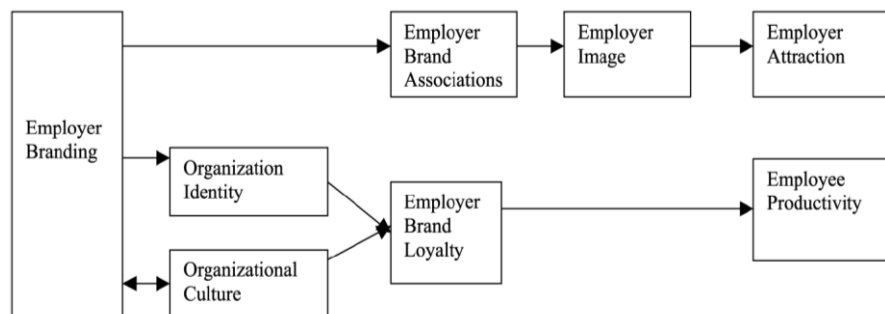 Employer
Branding
Employer
Brand
Associations
Employer
Image
Employer
Attraction
Organization
Identity
Organizational
Culture
Employer
Brand
Loyalty
Employee
Productivity